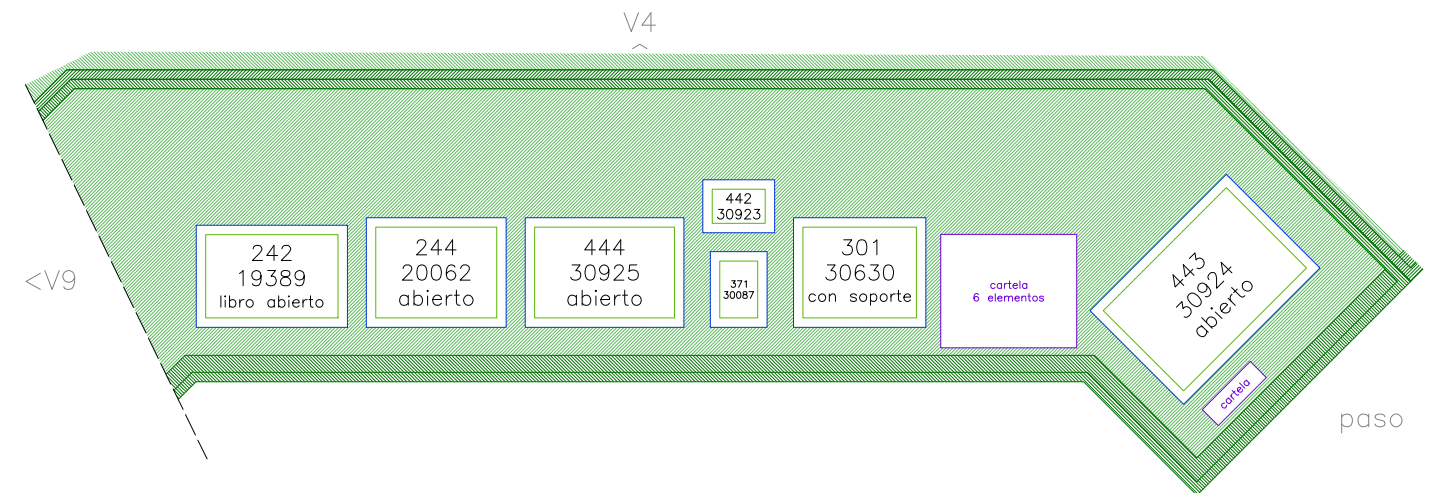 V4
<V9
242
19389
libro abierto
244
20062
abierto
444
30925
abierto
442
30923
371
30087
301
30630
con soporte
cartela
6 elementos
443
30924
abierto
cartela
paso